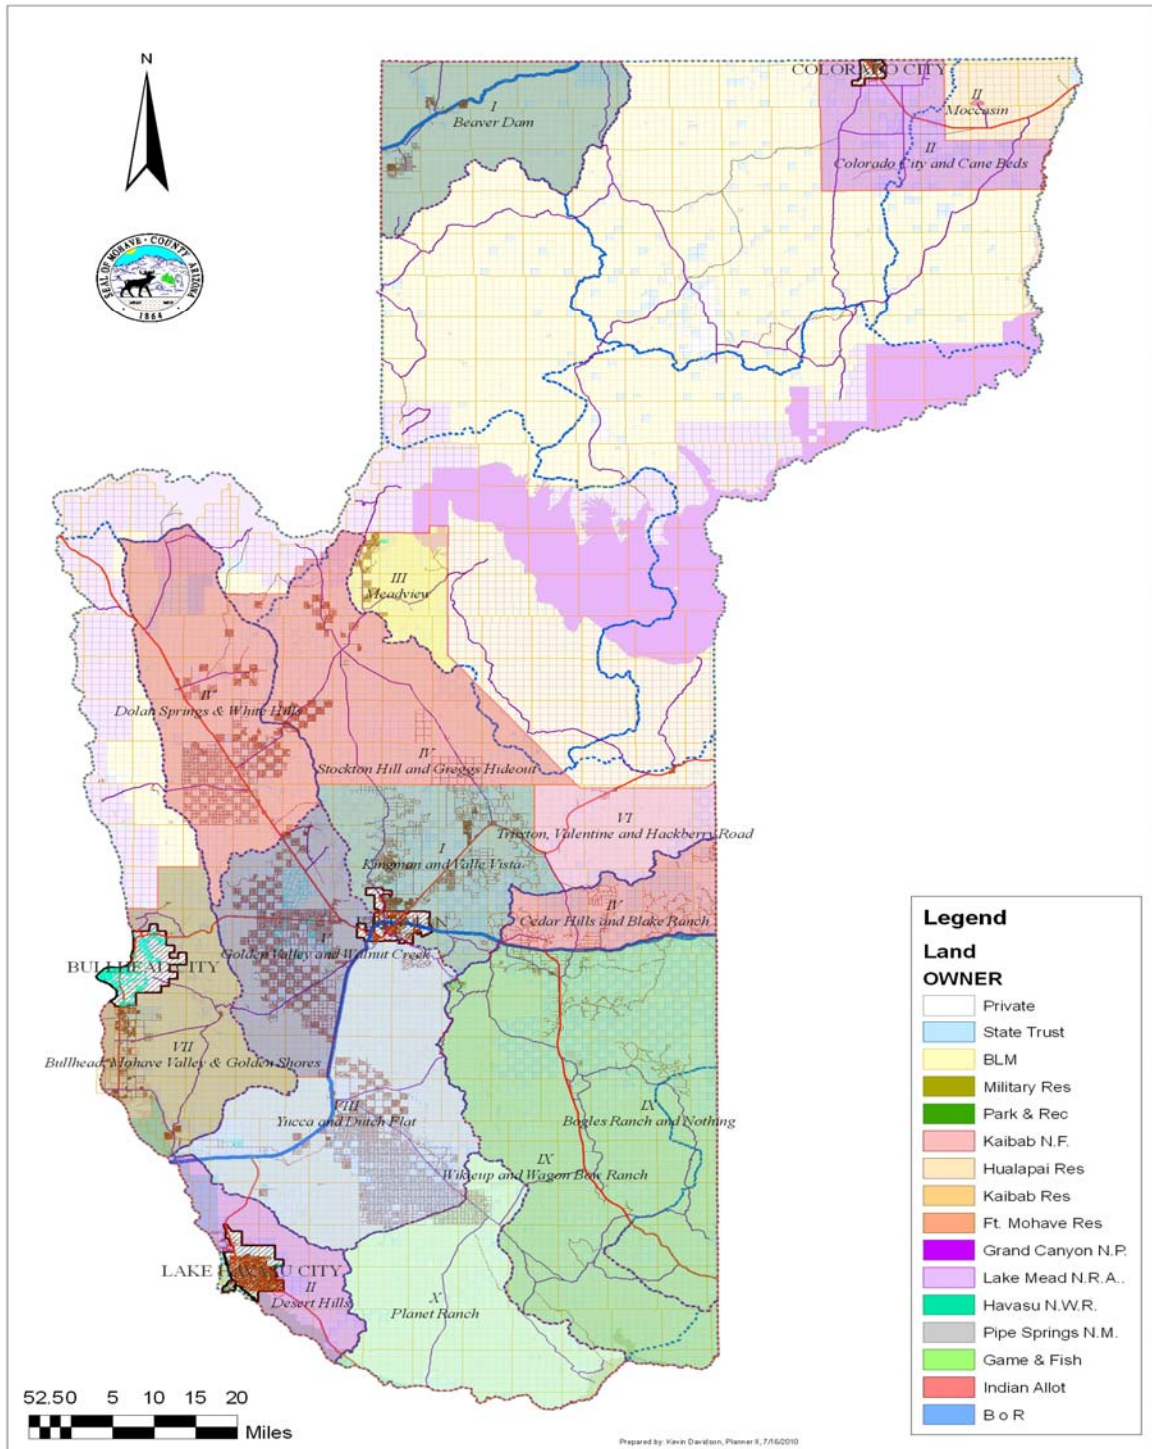 N
COLORADO CITY
I
Beaver Dam
II
Moccasin
II
Colorado City and Cane Beds
SEAL OF MOHAVE · COUNTY ARIZONA
· 1864 ·
III
Meadview
IV
Dolan Springs & White Hills
IV
Stockton Hill and Greggs Hideout
VI
Truxton, Valentine and Hackberry Road
I
Kingman and Valle Vista
IV
Cedar Hills and Blake Ranch
V
Golden Valley and Walnut Creek
BULLHEAD CITY
VII
Bullhead, Mohave Valley & Golden Shores
VIII
Yucca and Dutch Flat
IX
Bogles Ranch and Nothing
IX
Wikieup and Wagon Bow Ranch
LAKE HAVASU CITY
II
Desert Hills
X
Planet Ranch
Legend
Land
OWNER
Private
State Trust
BLM
Military Res
Park & Rec
Kaibab N.F.
Hualapai Res
Kaibab Res
Ft. Mohave Res
Grand Canyon N.P.
Lake Mead N.R.A..
Havasu N.W.R.
Pipe Springs N.M.
Game & Fish
Indian Allot
B o R
52.50 5 10 15 20
Miles
Prepared by: Kevin Davidson, Planner II, 7/16/2010